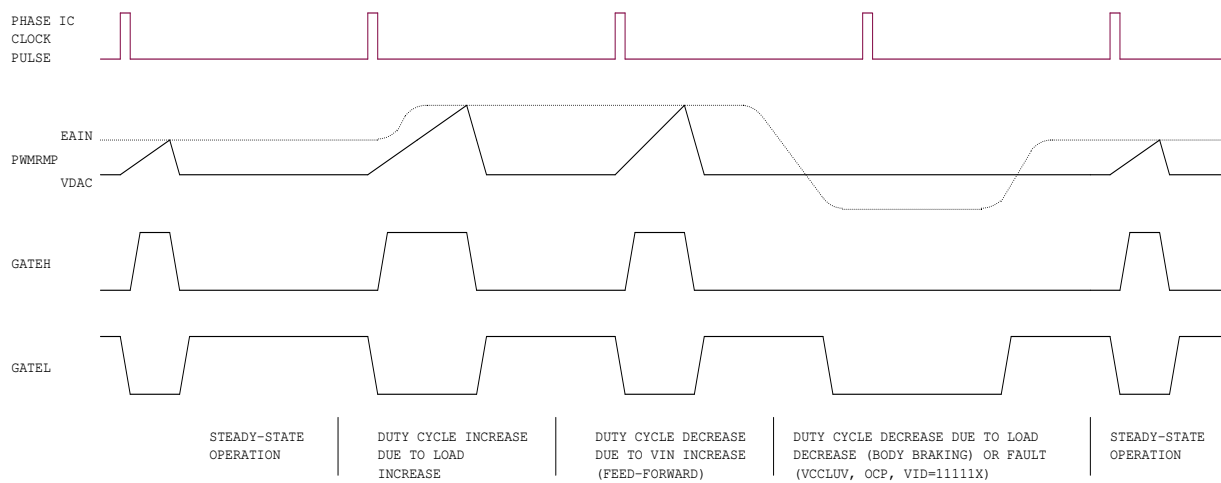 PHASE IC
CLOCK
PULSE
EAIN
PWMRMP
VDAC
GATEH
GATEL
STEADY-STATE
OPERATION
DUTY CYCLE INCREASE
DUE TO LOAD
INCREASE
DUTY CYCLE DECREASE
DUE TO VIN INCREASE
(FEED-FORWARD)
DUTY CYCLE DECREASE DUE TO LOAD
DECREASE (BODY BRAKING) OR FAULT
(VCCLUV, OCP, VID=11111X)
STEADY-STATE
OPERATION